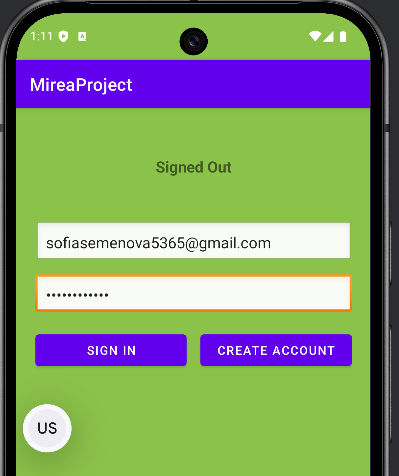 1:11 A
MireaProject
Signed Out
sofiasemenova5365@gmail.com
••••••••••••
SIGN IN CREATE ACCOUNT
US